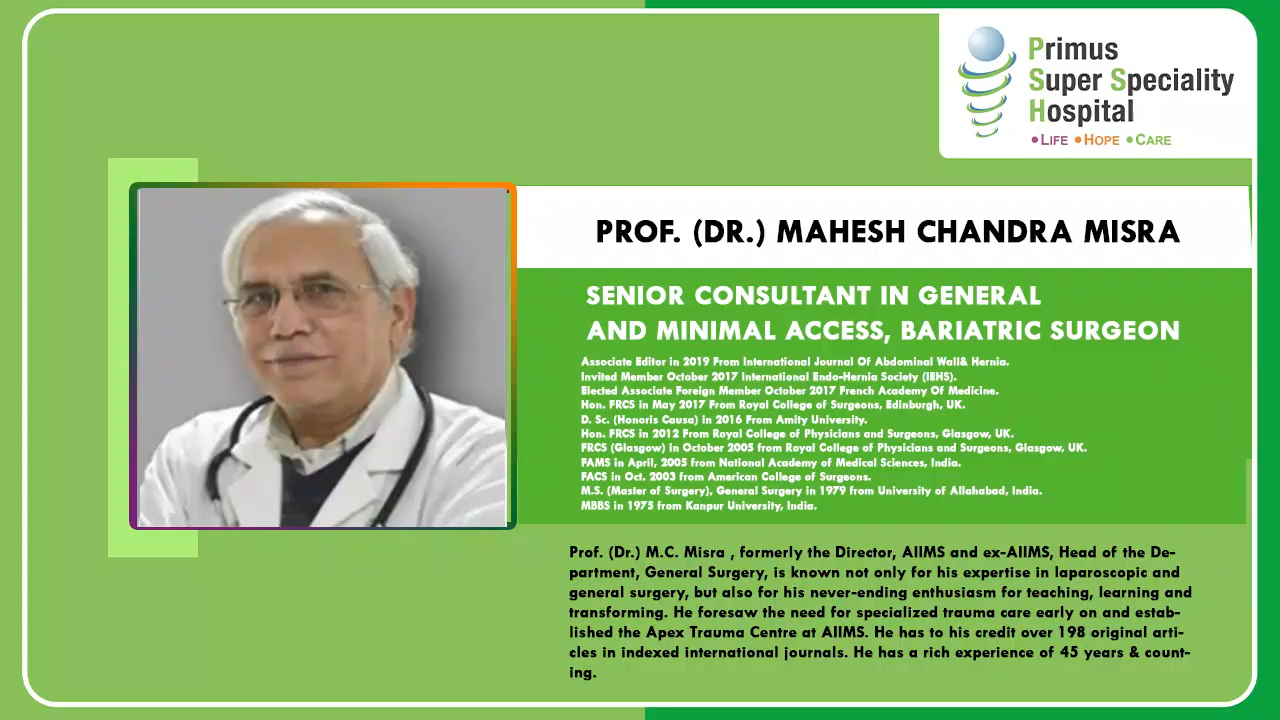 Primus
Super Speciality
Hospital
•LIFE •HOPE •CARE
PROF. (DR.) MAHESH CHANDRA MISRA
SENIOR CONSULTANT IN GENERAL
AND MINIMAL ACCESS, BARIATRIC SURGEON
Associate Editor in 2019 From International Journal Of Abdominal Wall& Hernia.
Invited Member October 2017 International Endo-Hernia Society (IEHS).
Elected Associate Foreign Member October 2017 French Academy Of Medicine.
Hon. FRCS in May 2017 From Royal College of Surgeons, Edinburgh, UK.
D. Sc. (Honoris Causa) in 2016 From Amity University.
Hon. FRCS in 2012 From Royal College of Physicians and Surgeons, Glasgow, UK.
FRCS (Glasgow) in October 2005 from Royal College of Physicians and Surgeons, Glasgow, UK.
FAMS in April, 2005 from National Academy of Medical Sciences, India.
FACS in Oct. 2003 from American College of Surgeons.
M.S. (Master of Surgery), General Surgery in 1979 from University of Allahabad, India.
MBBS in 1975 from Kanpur University, India.
Prof. (Dr.) M.C. Misra , formerly the Director, AIIMS and ex-AIIMS, Head of the De-
partment, General Surgery, is known not only for his expertise in laparoscopic and
general surgery, but also for his never-ending enthusiasm for teaching, learning and
transforming. He foresaw the need for specialized trauma care early on and estab-
lished the Apex Trauma Centre at AIIMS. He has to his credit over 198 original arti-
cles in indexed international journals. He has a rich experience of 45 years & count-
ing.